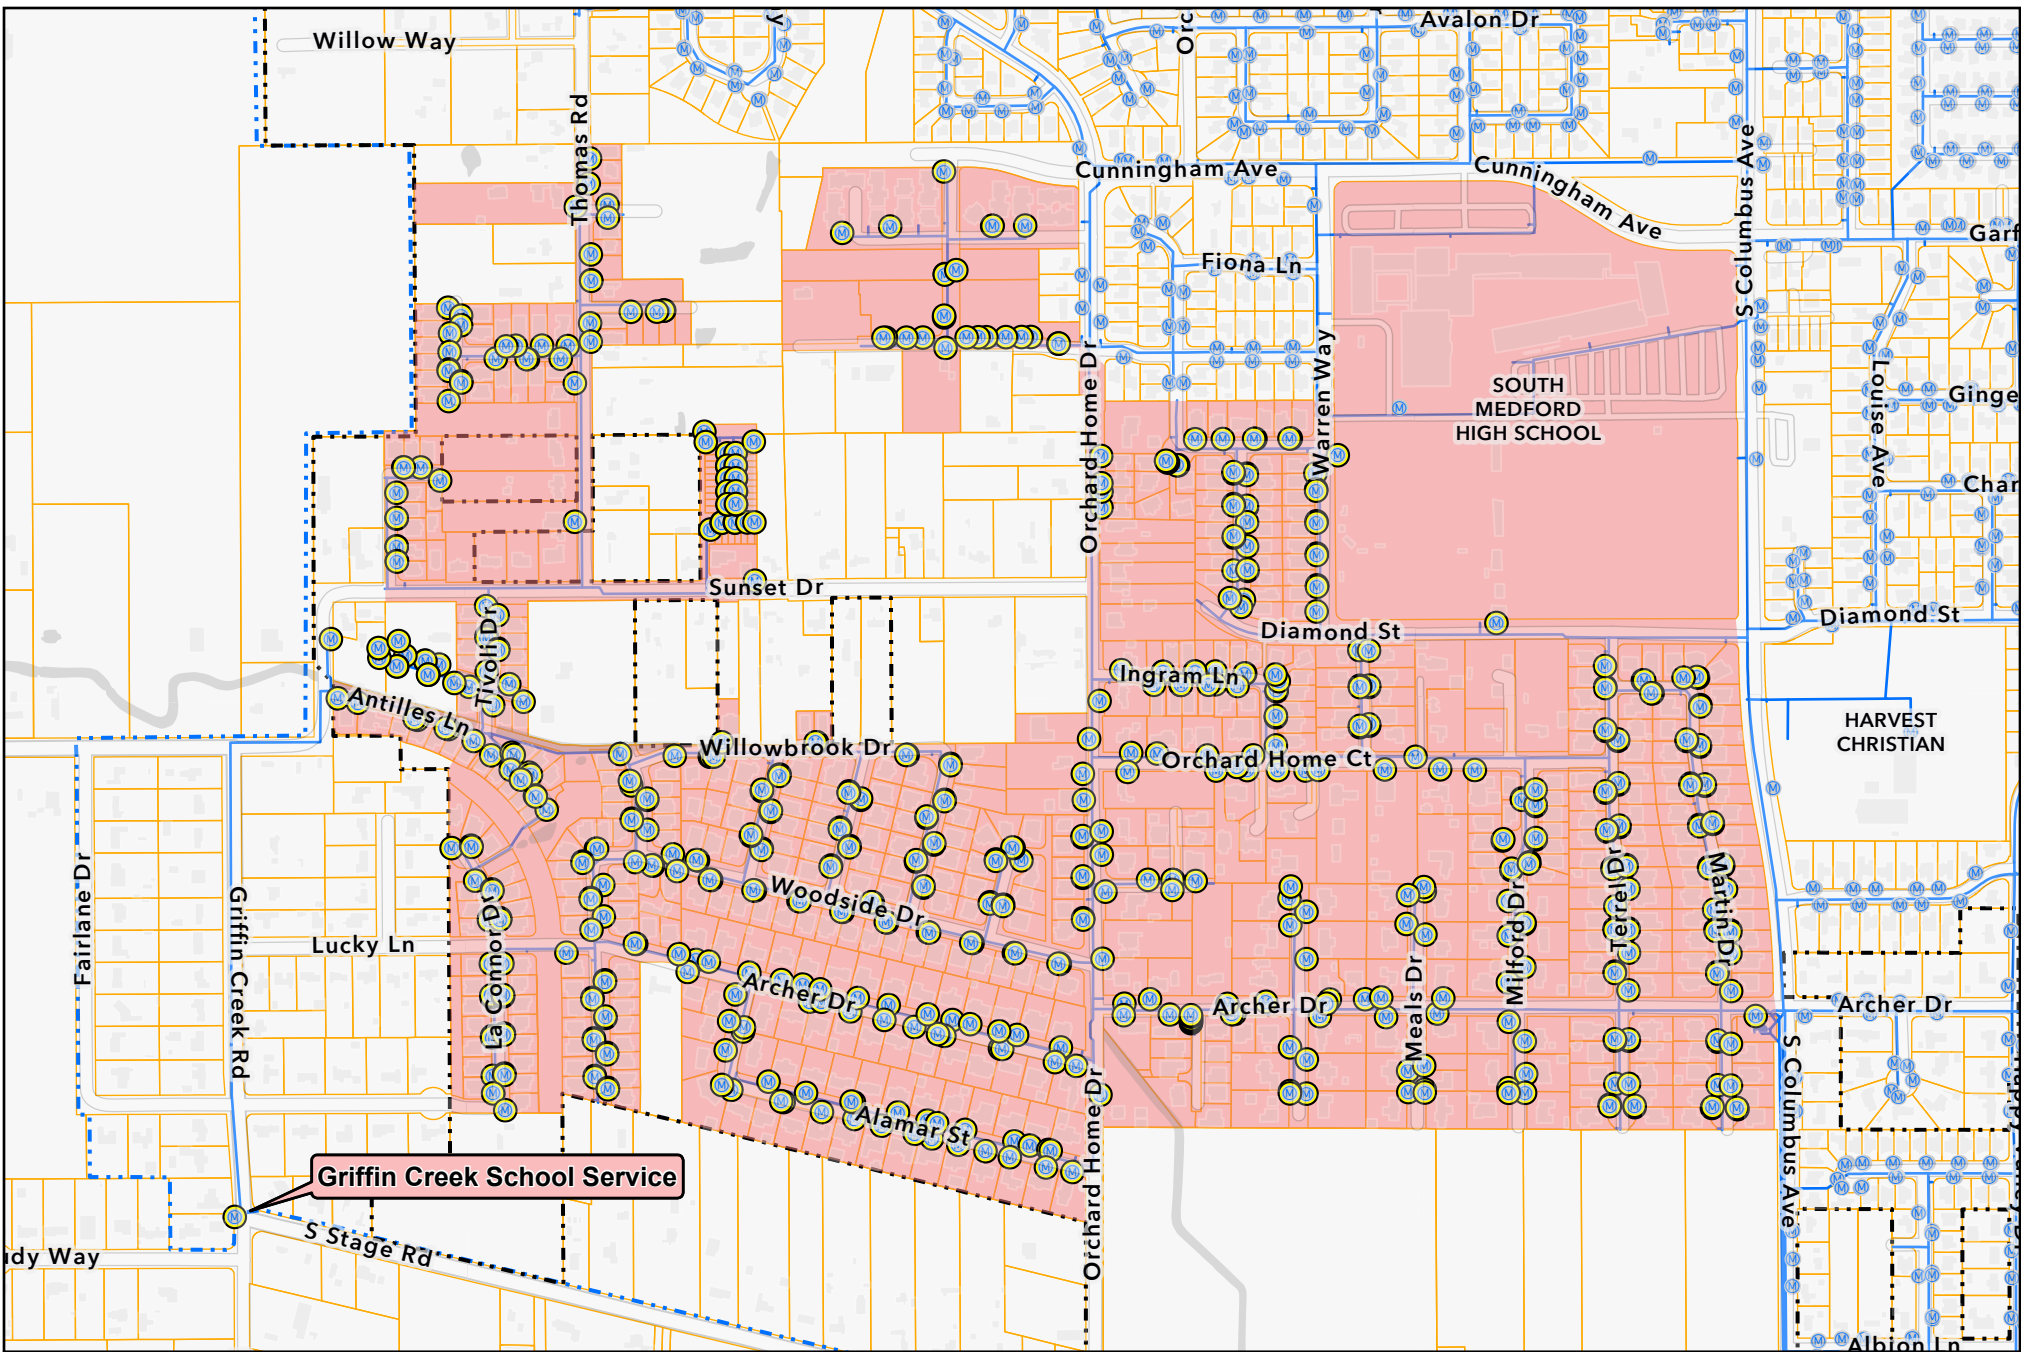 Avalon Dr
Willow Way
Orc
Thomas Rd
Cunningham Ave
Cunningham Ave
S Columbus Ave
Garf
Fiona Ln
Warren Way
Orchard Home Dr
SOUTH
MEDFORD
HIGH SCHOOL
Louise Ave
Ginge
Char
Sunset Dr
Tivoli Dr
Diamond St
Diamond St
Ingram Ln
Antilles Ln
HARVEST
CHRISTIAN
Willowbrook Dr
Orchard Home Ct
Fairlane Dr
Griffin Creek Rd
La Connor Dr
Woodside Dr
Lucky Ln
Archer Dr
Archer Dr
Meals Dr
Milford Dr
Terrel Dr
Martin Dr
Archer Dr
S Columbus Ave
Alamar St
Orchard Home Dr
Griffin Creek School Service
S Stage Rd
dy Way
Albion Ln